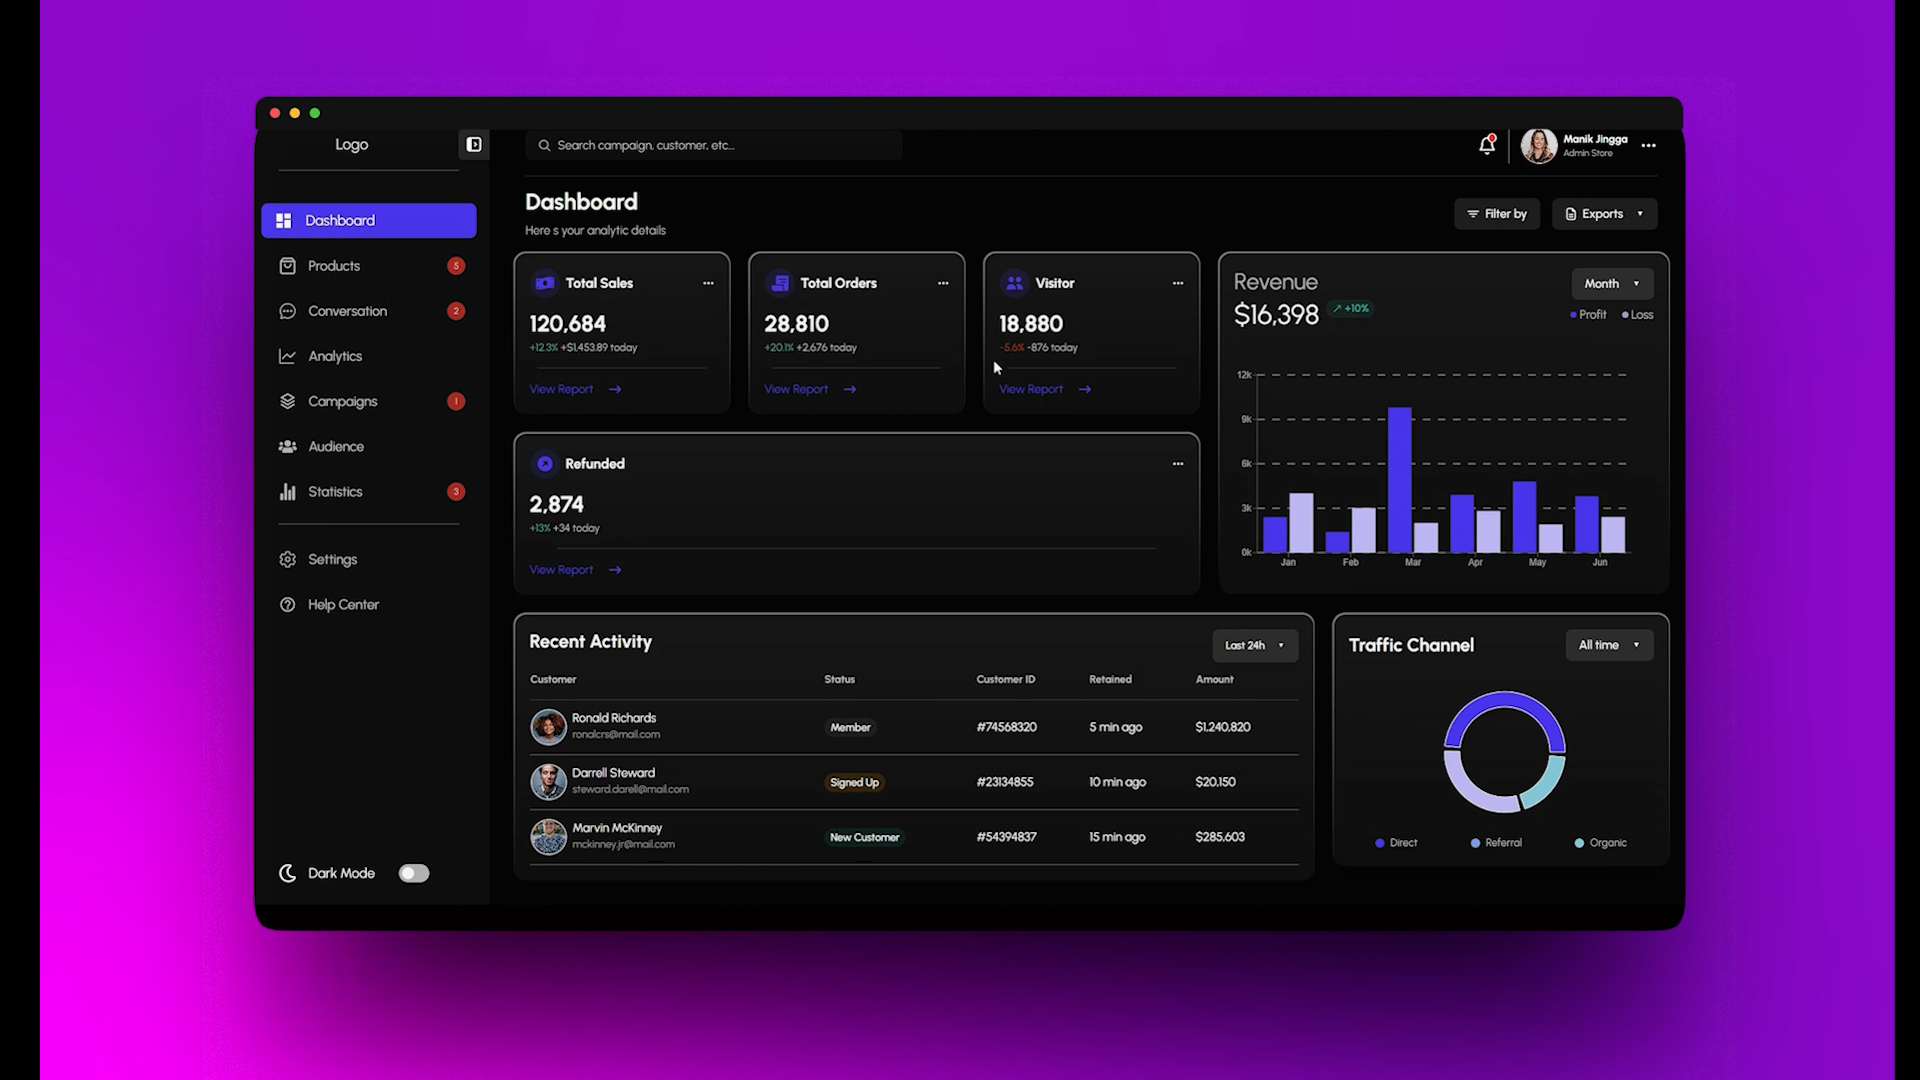 Logo
Search campaign, customer, etc...
Manik Jingga
Admin Store
Dashboard
Products 5
Conversation 2
Analytics
Campaigns 1
Audience
Statistics 3
Settings
Help Center
Dark Mode
Dashboard
Here s your analytic details
Filter by
Exports
Total Sales
120,684
+12.3% +$1,453.89 today
View Report
Total Orders
28,810
+20.1% +2,676 today
View Report
Visitor
18,880
-5.6% -876 today
View Report
Revenue
Month
$16,398 +10%
Profit Loss
12k
9k
6k
3k
0k
Jan Feb Mar Apr May Jun
Refunded
2,874
+13% +34 today
View Report
Recent Activity
Last 24h
Customer Status Customer ID Retained Amount
Ronald Richards
ronalcrs@mail.com
Member #74568320 5 min ago $1,240,820
Darrell Steward
steward.darell@mail.com
Signed Up #23134855 10 min ago $20,150
Marvin McKinney
mckinney.jr@mail.com
New Customer #54394837 15 min ago $285,603
Traffic Channel
All time
Direct Referral Organic